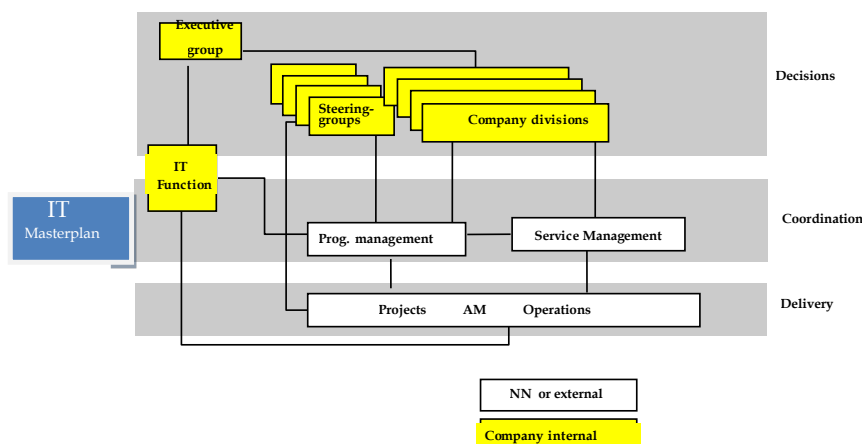 Executive
group
Decisions
Steering-
groups
Company divisions
IT
Function
IT
Masterplan
Coordination
Prog. management
Service Management
Delivery
Projects AM Operations
NN or external
Company internal